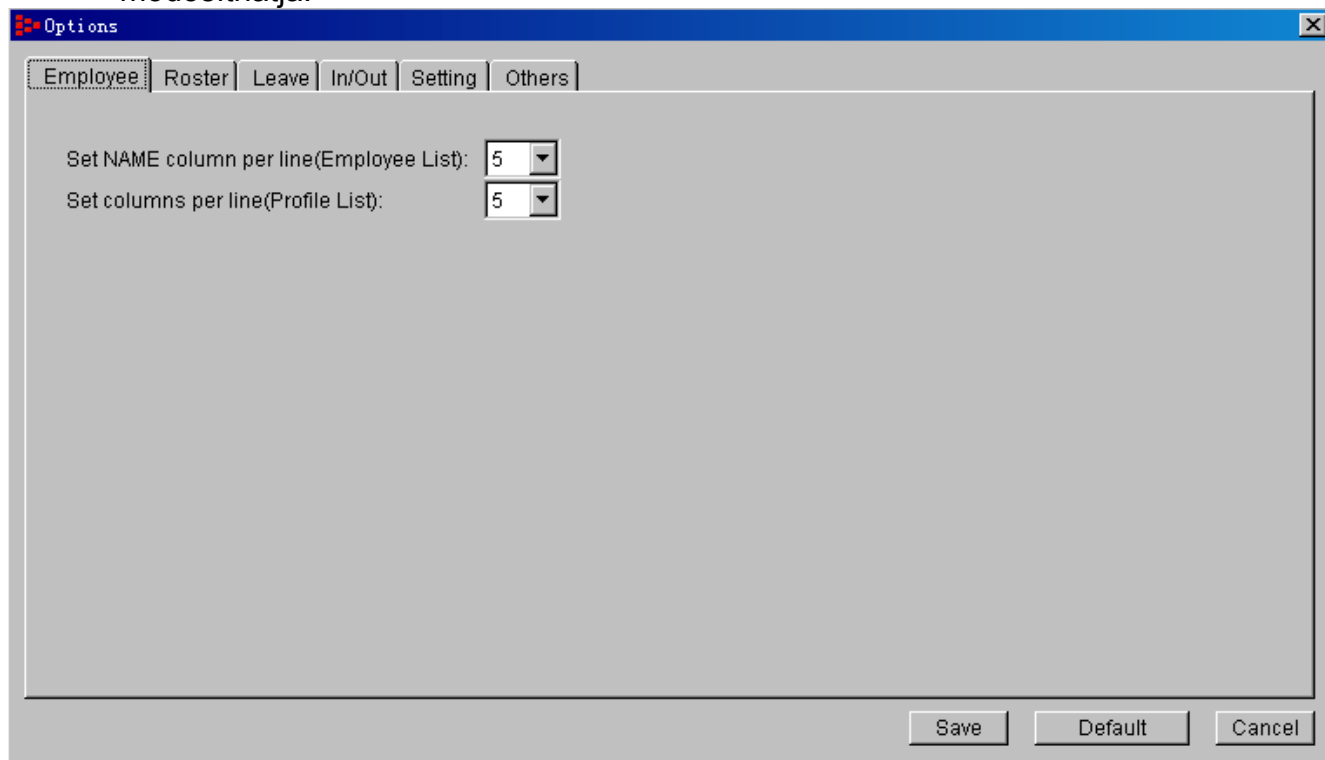 módosíthatja.
Options
Employee Roster Leave In/Out Setting Others
Set NAME column per line(Employee List): 5
Set columns per line(Profile List): 5
Save Default Cancel